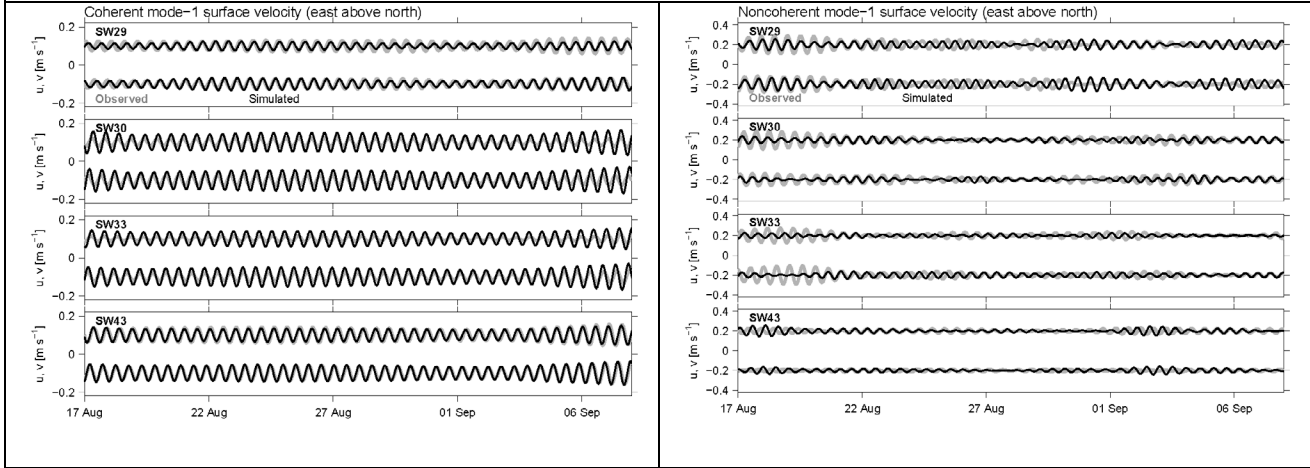 Coherent mode−1 surface velocity (east above north)
0.2
SW29
0
u, v [m s⁻¹]
−0.2
Observed Simulated
0.2
SW30
0
u, v [m s⁻¹]
−0.2
0.2
SW33
0
u, v [m s⁻¹]
−0.2
0.2
SW43
0
u, v [m s⁻¹]
−0.2
17 Aug 22 Aug 27 Aug 01 Sep 06 Sep
Noncoherent mode−1 surface velocity (east above north)
0.4
SW29
0.2
0
u, v [m s⁻¹]
−0.2
Observed Simulated
−0.4
0.4
SW30
0.2
0
u, v [m s⁻¹]
−0.2
−0.4
0.4
SW33
0.2
0
u, v [m s⁻¹]
−0.2
−0.4
0.4
SW43
0.2
0
u, v [m s⁻¹]
−0.2
−0.4
17 Aug 22 Aug 27 Aug 01 Sep 06 Sep